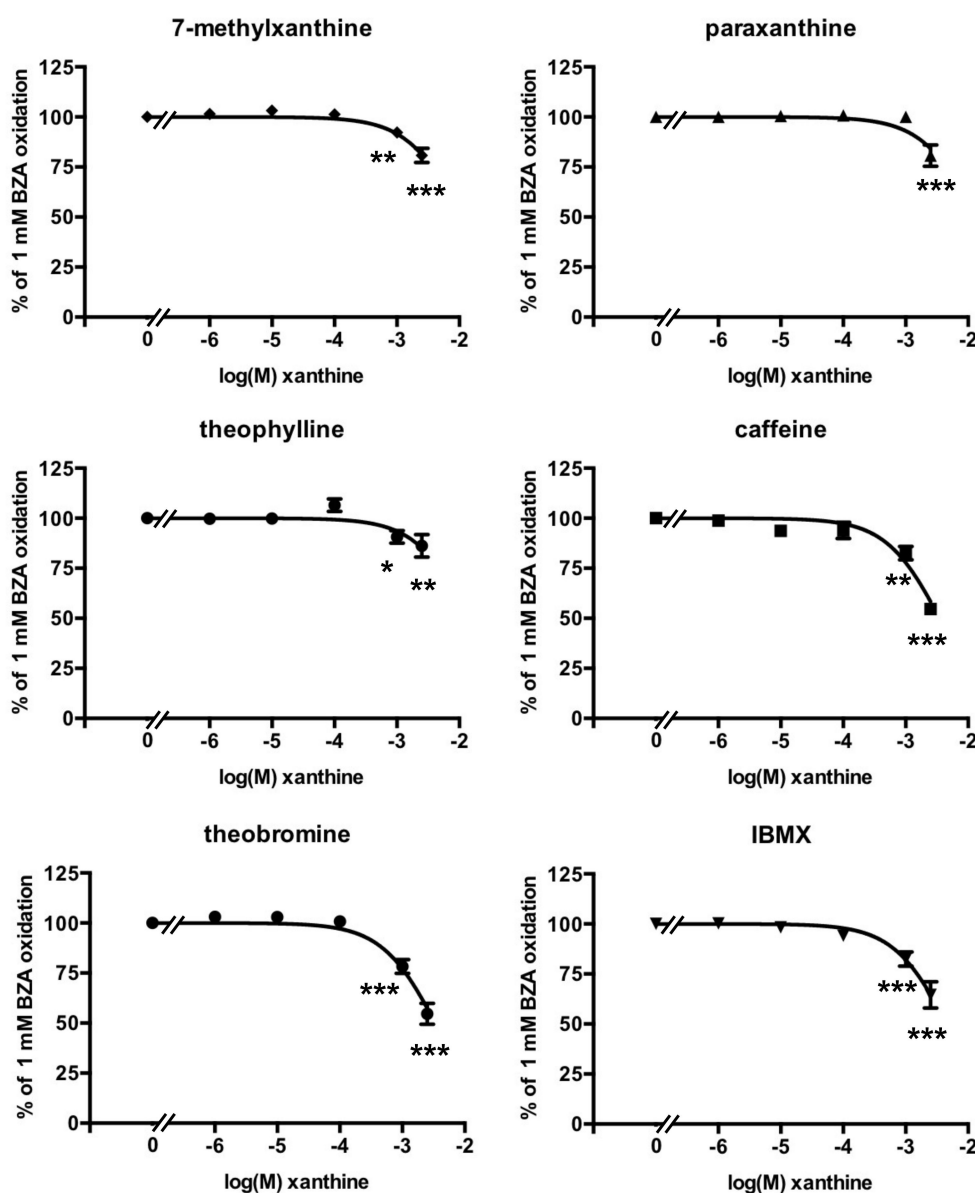 7-methylxanthine
% of 1 mM BZA oxidation
125
100
75
50
25
0
**
***
0 -6 -5 -4 -3 -2
log(M) xanthine
paraxanthine
% of 1 mM BZA oxidation
125
100
75
50
25
0
***
0 -6 -5 -4 -3 -2
log(M) xanthine
theophylline
% of 1 mM BZA oxidation
125
100
75
50
25
0
*
**
0 -6 -5 -4 -3 -2
log(M) xanthine
caffeine
% of 1 mM BZA oxidation
125
100
75
50
25
0
**
***
0 -6 -5 -4 -3 -2
log(M) xanthine
theobromine
% of 1 mM BZA oxidation
125
100
75
50
25
0
***
***
0 -6 -5 -4 -3 -2
log(M) xanthine
IBMX
% of 1 mM BZA oxidation
125
100
75
50
25
0
***
***
0 -6 -5 -4 -3 -2
log(M) xanthine